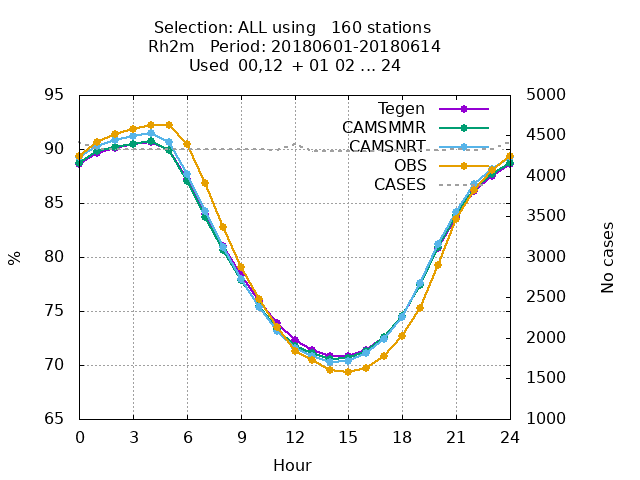 Selection: ALL using   160 stations
Rh2m   Period: 20180601-20180614
Used  00,12  + 01 02 ... 24
95
90
85
80
75
70
65
%
5000
4500
4000
3500
3000
2500
2000
1500
1000
No cases
Tegen
CAMSMMR
CAMSNRT
OBS
CASES
0 3 6 9 12 15 18 21 24
Hour